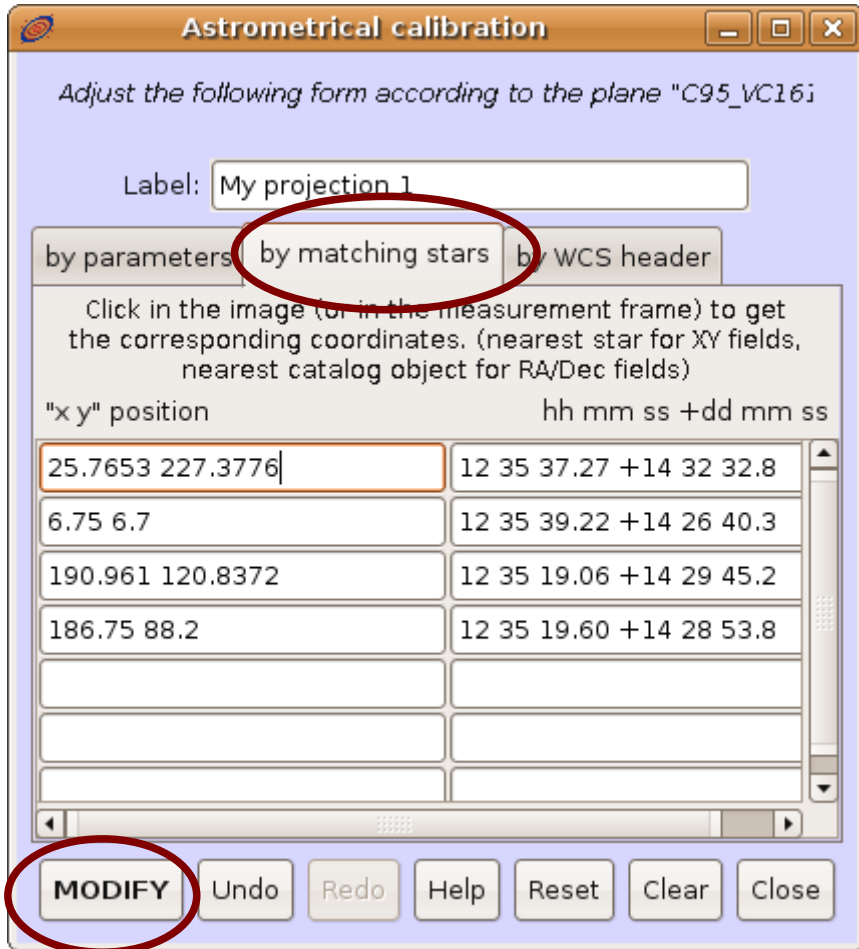 Astrometrical calibration
Adjust the following form according to the plane "C95_VC161
Label: My projection 1
by parameters by matching stars by WCS header
Click in the image (or in the measurement frame) to get
the corresponding coordinates. (nearest star for XY fields,
nearest catalog object for RA/Dec fields)
"x y" position hh mm ss +dd mm ss
25.7653 227.3776 12 35 37.27 +14 32 32.8
6.75 6.7 12 35 39.22 +14 26 40.3
190.961 120.8372 12 35 19.06 +14 29 45.2
186.75 88.2 12 35 19.60 +14 28 53.8
MODIFY Undo Redo Help Reset Clear Close